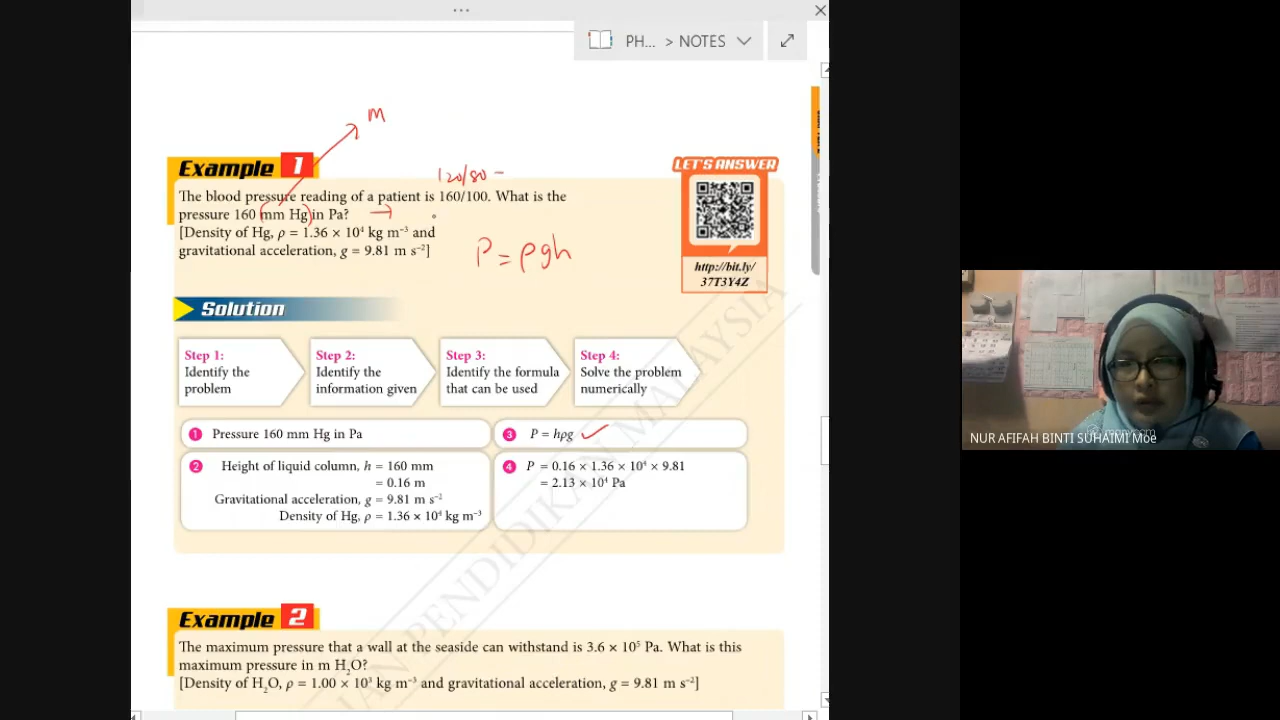 PH... > NOTES
m
Example 1
LET'S ANSWER
120/80 -
The blood pressure reading of a patient is 160/100. What is the
pressure 160 mm Hg in Pa?
[Density of Hg, ρ = 1.36 × 10⁴ kg m⁻³ and
gravitational acceleration, g = 9.81 m s⁻²]
P = ρgh
http://bit.ly/
37T3Y4Z
Solution
Step 1:
Identify the
problem
Step 2:
Identify the
information given
Step 3:
Identify the formula
that can be used
Step 4:
Solve the problem
numerically
1 Pressure 160 mm Hg in Pa
3 P = hρg
2 Height of liquid column, h = 160 mm
= 0.16 m
Gravitational acceleration, g = 9.81 m s⁻²
Density of Hg, ρ = 1.36 × 10⁴ kg m⁻³
4 P = 0.16 × 1.36 × 10⁴ × 9.81
= 2.13 × 10⁴ Pa
PENDIDIKAN MALAYSIA
Example 2
The maximum pressure that a wall at the seaside can withstand is 3.6 × 10⁵ Pa. What is this
maximum pressure in m H₂O?
[Density of H₂O, ρ = 1.00 × 10³ kg m⁻³ and gravitational acceleration, g = 9.81 m s⁻²]
NUR AFIFAH BINTI SUHAIMI Moe